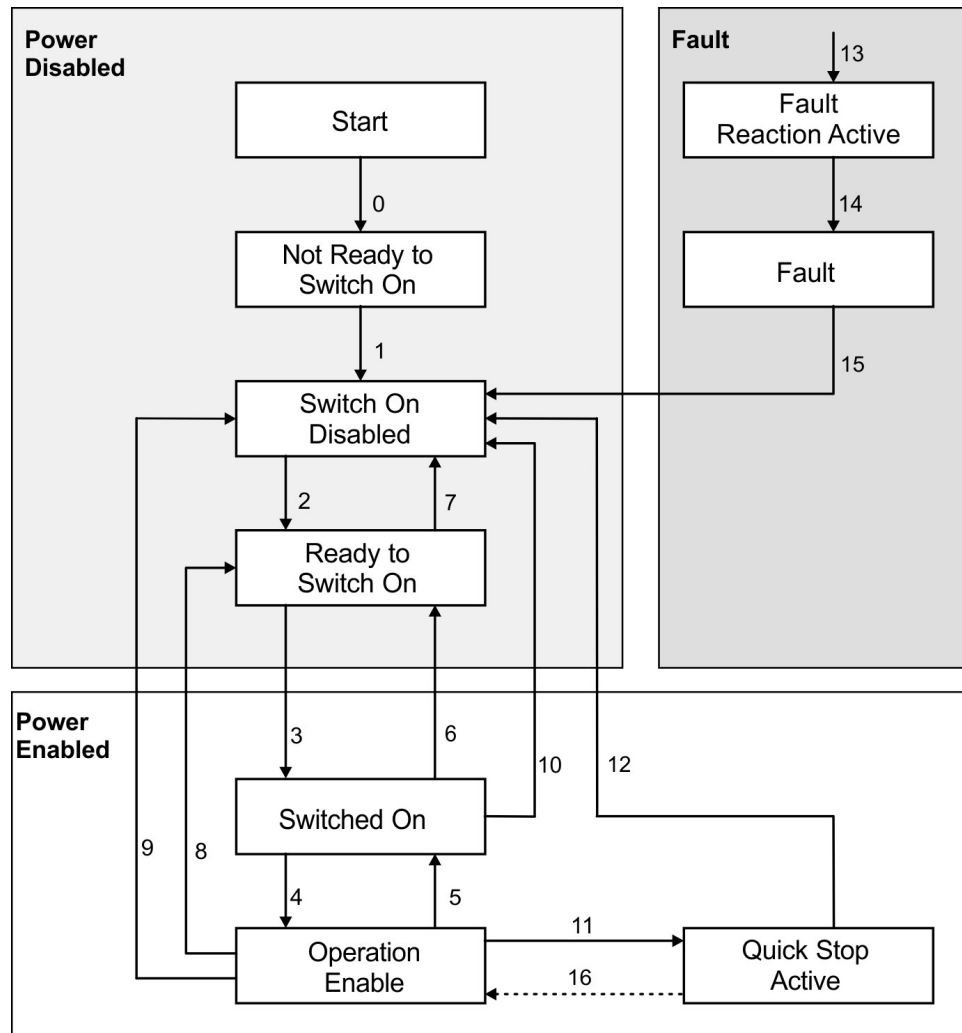 Power
Disabled
Start
0
Not Ready to
Switch On
1
Switch On
Disabled
2
7
Ready to
Switch On
Fault
13
Fault
Reaction Active
14
Fault
15
Power
Enabled
3
6
10
12
Switched On
9
8
4
5
11
Operation
Enable
16
Quick Stop
Active